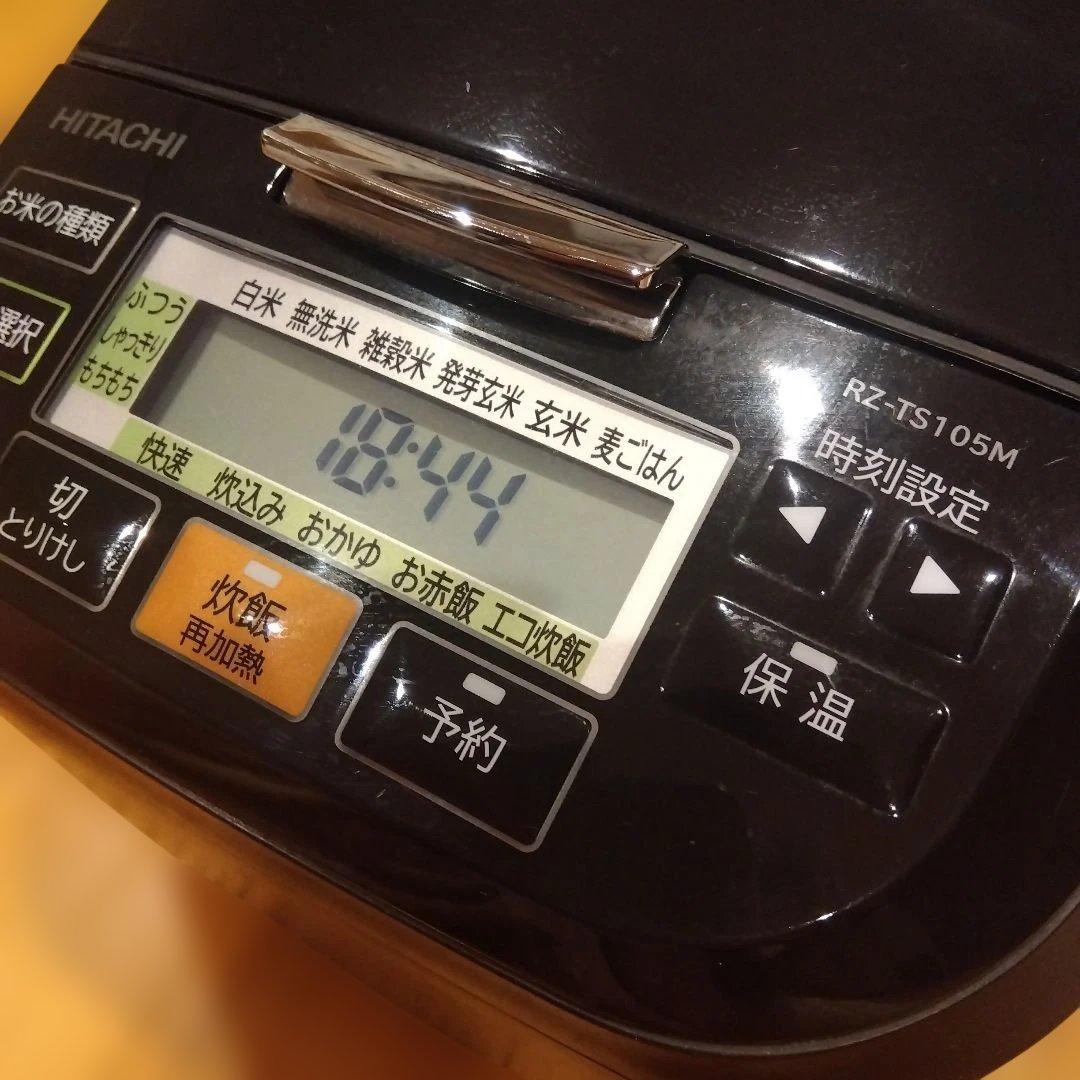 HITACHI
お米の種類
選択
ふつう
しゃっきり
もちもち
白米 無洗米 雑穀米 発芽玄米 玄米 麦ごはん
18:44
快速 炊込み おかゆ お赤飯 エコ炊飯
RZ-TS105M
時刻設定
切
とりけし
炊飯
再加熱
予約
保温